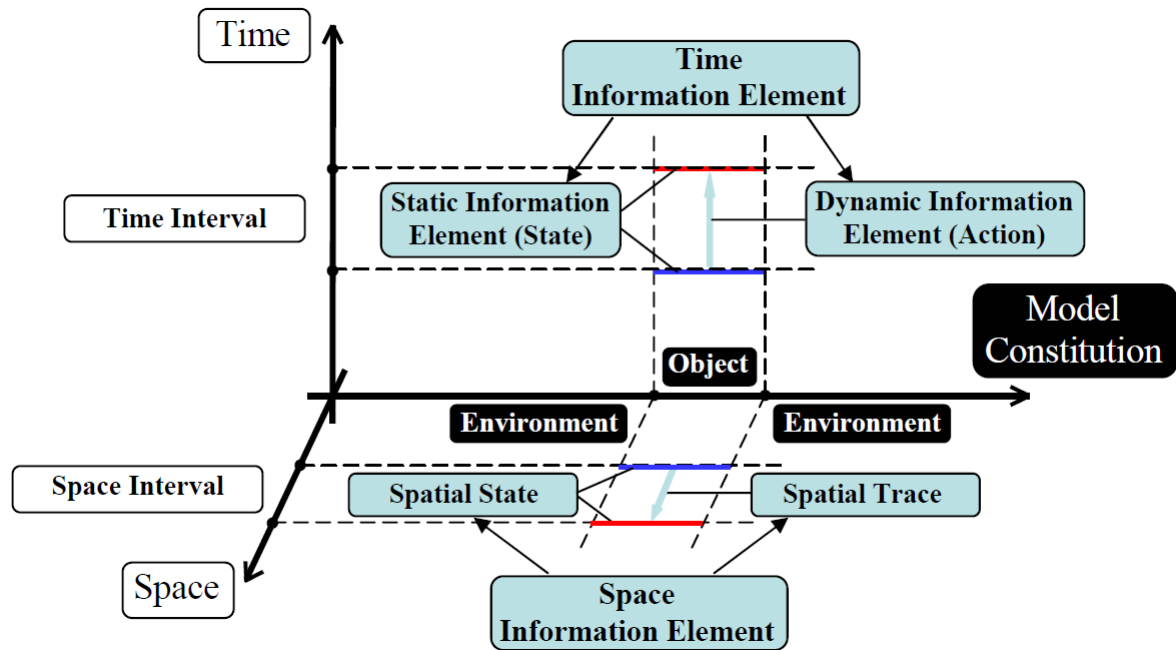 Time
Time
Information Element
Static Information
Element (State)
Dynamic Information
Element (Action)
Time Interval
Model
Constitution
Object
Environment
Environment
Space Interval
Spatial State
Spatial Trace
Space
Space
Information Element